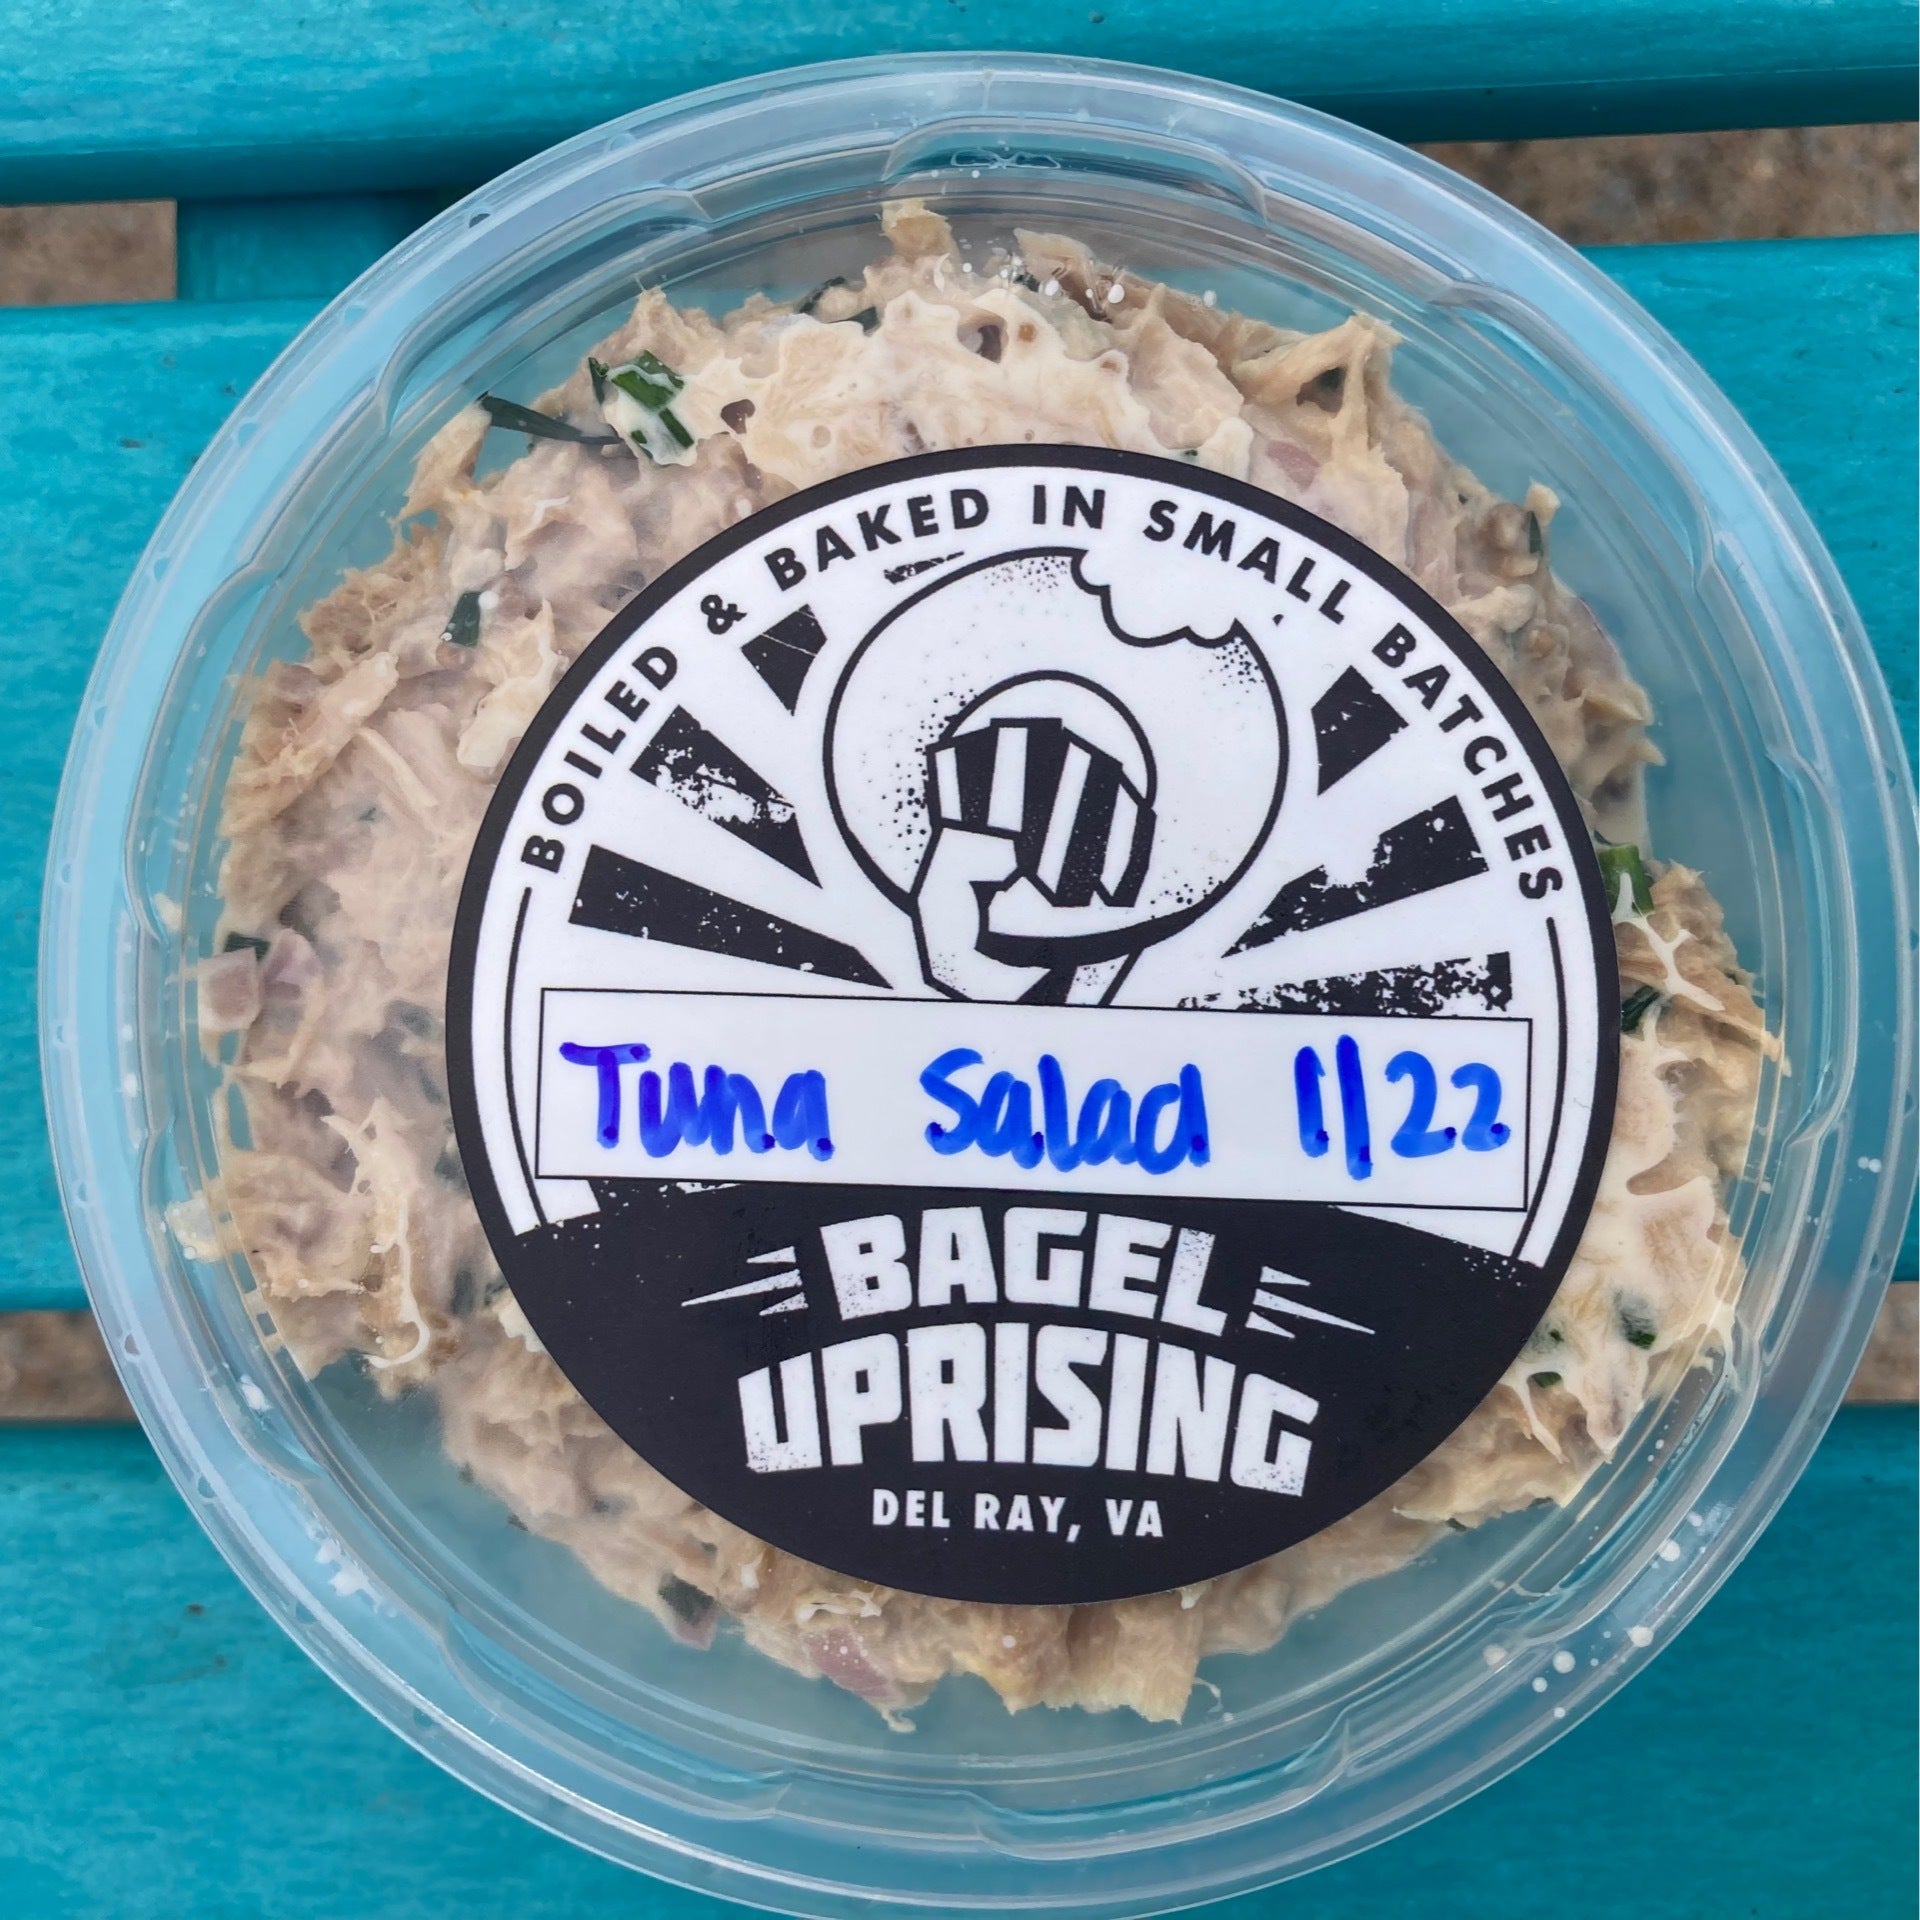 BOILED & BAKED IN SMALL BATCHES
Tuna Salad 1/22
BAGEL
UPRISING
DEL RAY, VA